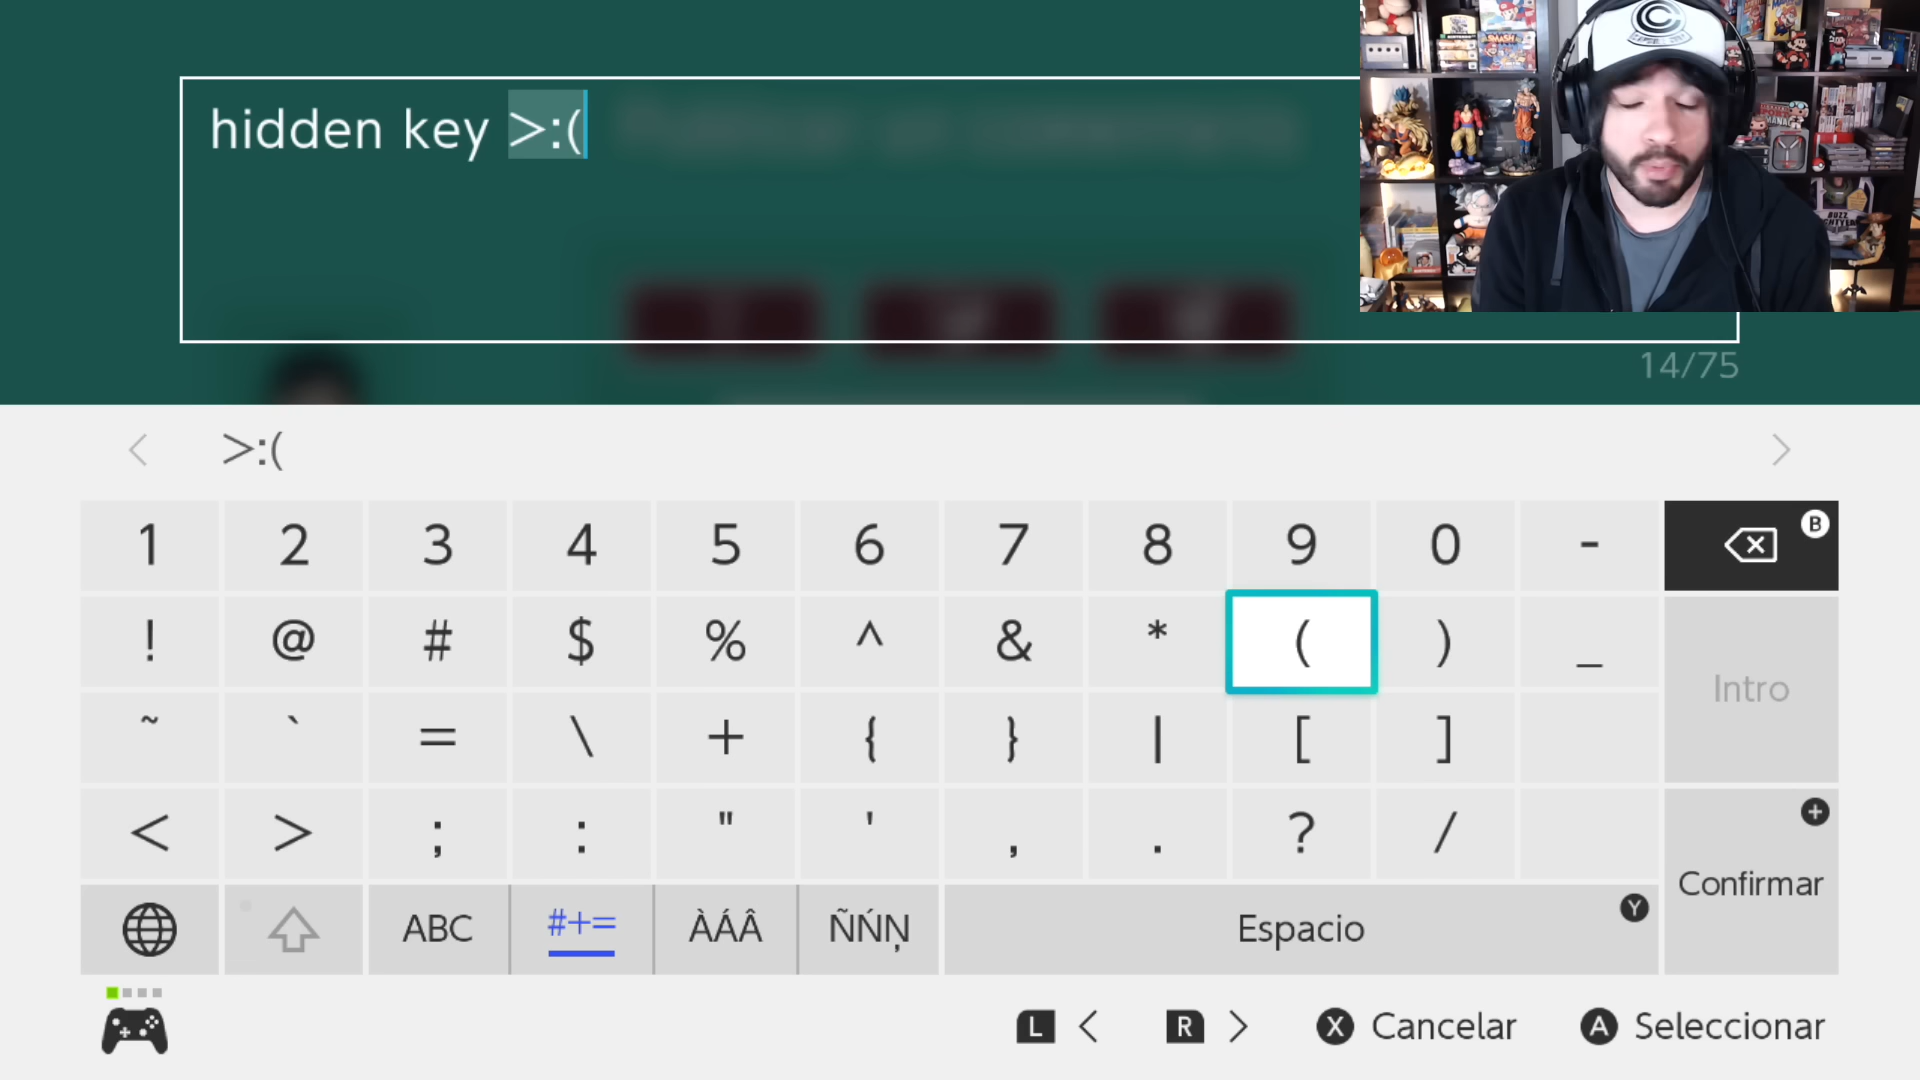 hidden key >:(
14/75
>:(
1 2 3 4 5 6 7 8 9 0 - B
! @ # $ % ^ & * ( ) _ Intro
~ ` = \ + { } | [ ]
< > ; : " ' , . ? / + Confirmar
ABC #+= ÀÁÂ ÑŃŅ Espacio Y
L < R > X Cancelar A Seleccionar